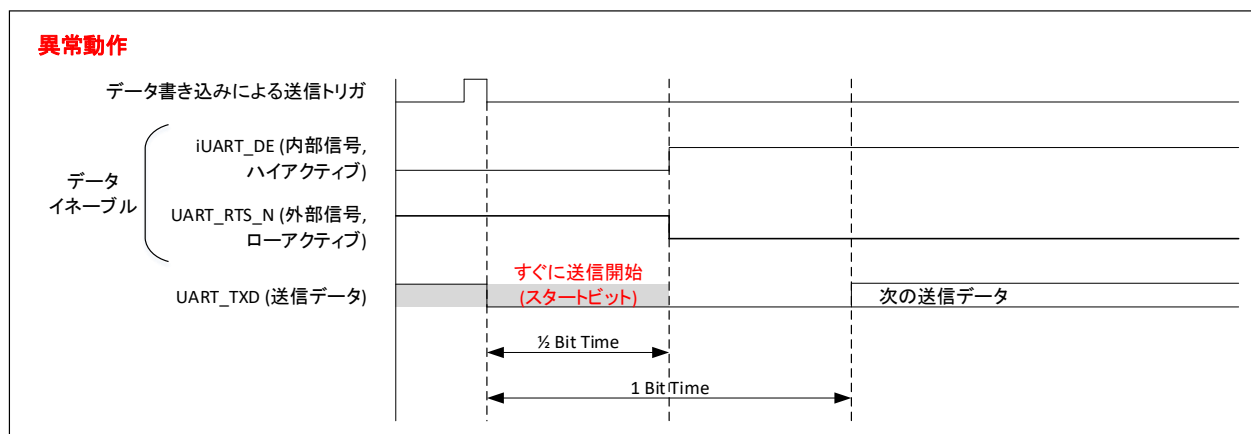 異常動作
データ書き込みによる送信トリガ
iUART_DE (内部信号,
ハイアクティブ)
データ
イネーブル
UART_RTS_N (外部信号,
ローアクティブ)
すぐに送信開始
(スタートビット)
UART_TXD (送信データ)
次の送信データ
½ Bit Time
1 Bit Time